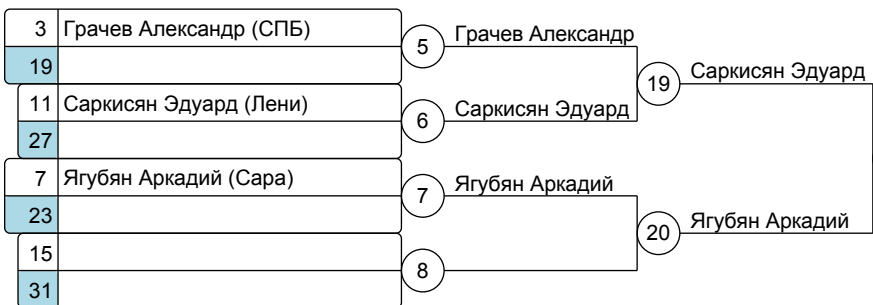 3 Грачев Александр (СПБ)
19
11 Саркисян Эдуард (Лени)
27
7 Ягубян Аркадий (Сара)
23
15
31
5 Грачев Александр
6 Саркисян Эдуард
7 Ягубян Аркадий
8
19 Саркисян Эдуард
20 Ягубян Аркадий